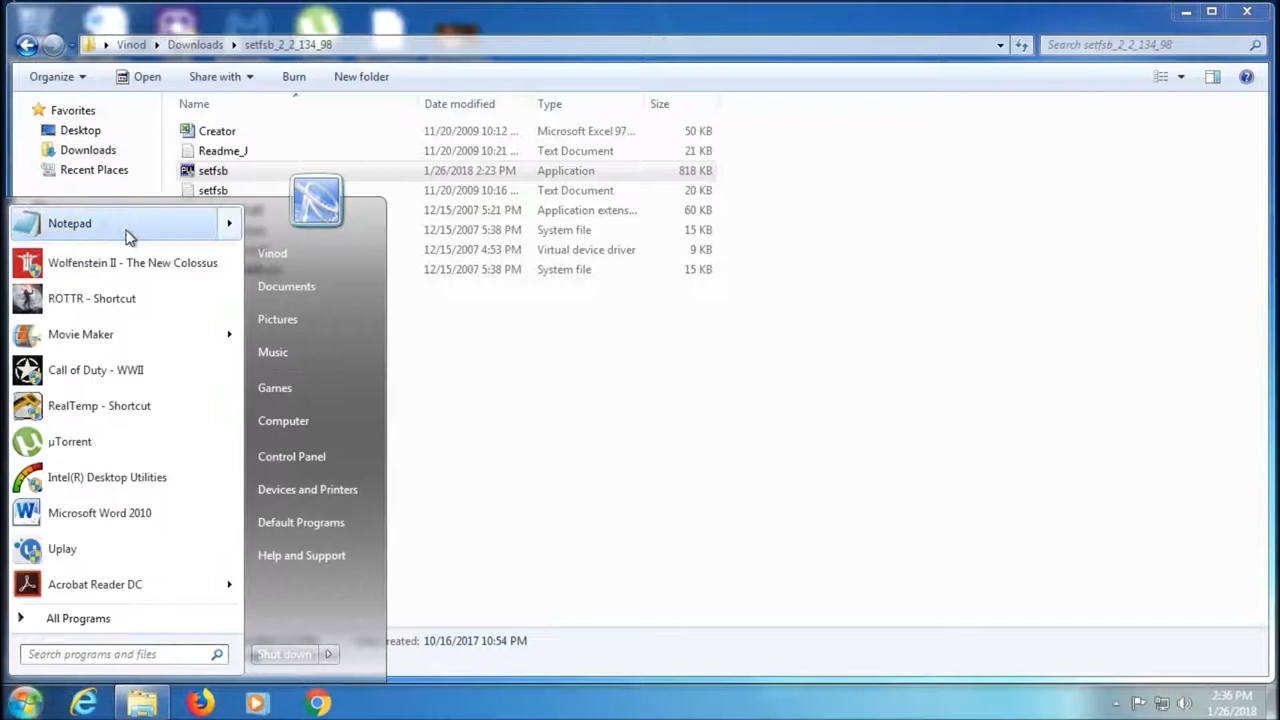 Vinod Downloads setfsb_2_2_134_98 Search setfsb_2_2_134_98
Organize Open Share with Burn New folder
Favorites
Desktop
Downloads
Recent Places
Name Date modified Type Size
Creator 11/20/2009 10:12 ... Microsoft Excel 97... 50 KB
Readme_J 11/20/2009 10:21 ... Text Document 21 KB
setfsb 1/26/2018 2:23 PM Application 818 KB
setfsb 11/20/2009 10:16 ... Text Document 20 KB
12/15/2007 5:21 PM Application extens... 60 KB
12/15/2007 5:38 PM System file 15 KB
12/15/2007 4:53 PM Virtual device driver 9 KB
12/15/2007 5:38 PM System file 15 KB
Notepad
Wolfenstein II - The New Colossus
ROTTR - Shortcut
Movie Maker
Call of Duty - WWII
RealTemp - Shortcut
µTorrent
Intel(R) Desktop Utilities
Microsoft Word 2010
Uplay
Acrobat Reader DC
All Programs
Search programs and files
Vinod
Documents
Pictures
Music
Games
Computer
Control Panel
Devices and Printers
Default Programs
Help and Support
Shut down
reated: 10/16/2017 10:54 PM
2:36 PM
1/26/2018